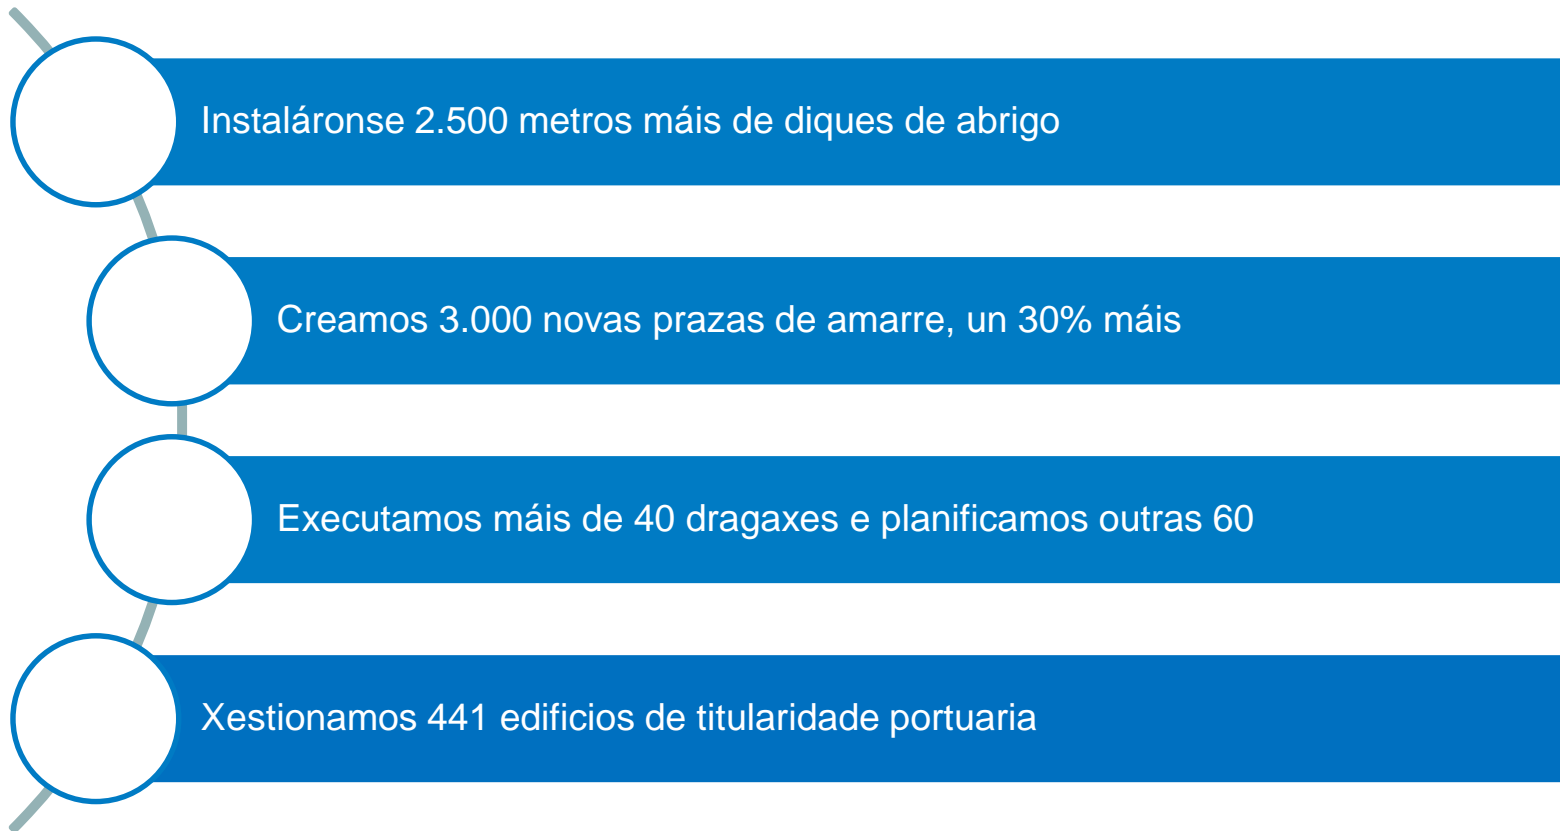 Instaláronse 2.500 metros máis de diques de abrigo
Creamos 3.000 novas prazas de amarre, un 30% máis
Executamos máis de 40 dragaxes e planificamos outras 60
Xestionamos 441 edificios de titularidade portuaria